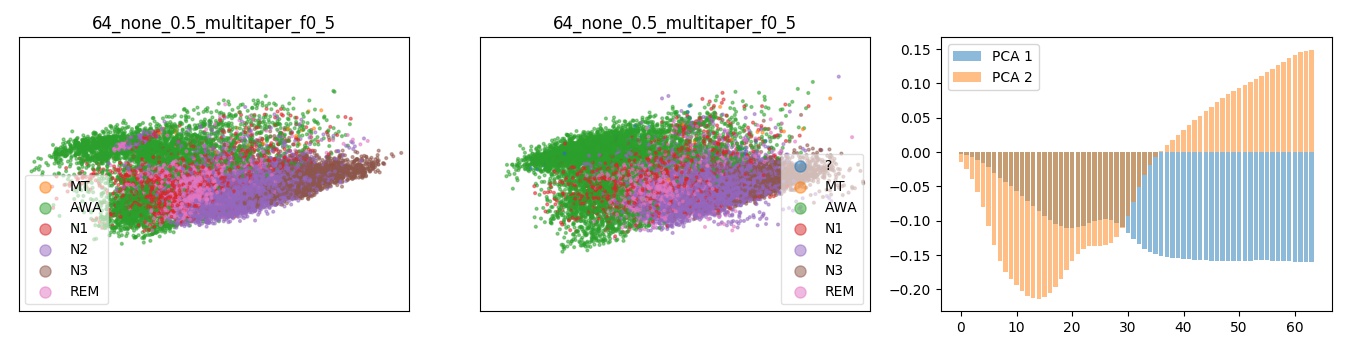 64_none_0.5_multitaper_f0_5
MT
AWA
N1
N2
N3
REM
64_none_0.5_multitaper_f0_5
?
MT
AWA
N1
N2
N3
REM
PCA 1
PCA 2
0.15
0.10
0.05
0.00
−0.05
−0.10
−0.15
−0.20
0 10 20 30 40 50 60